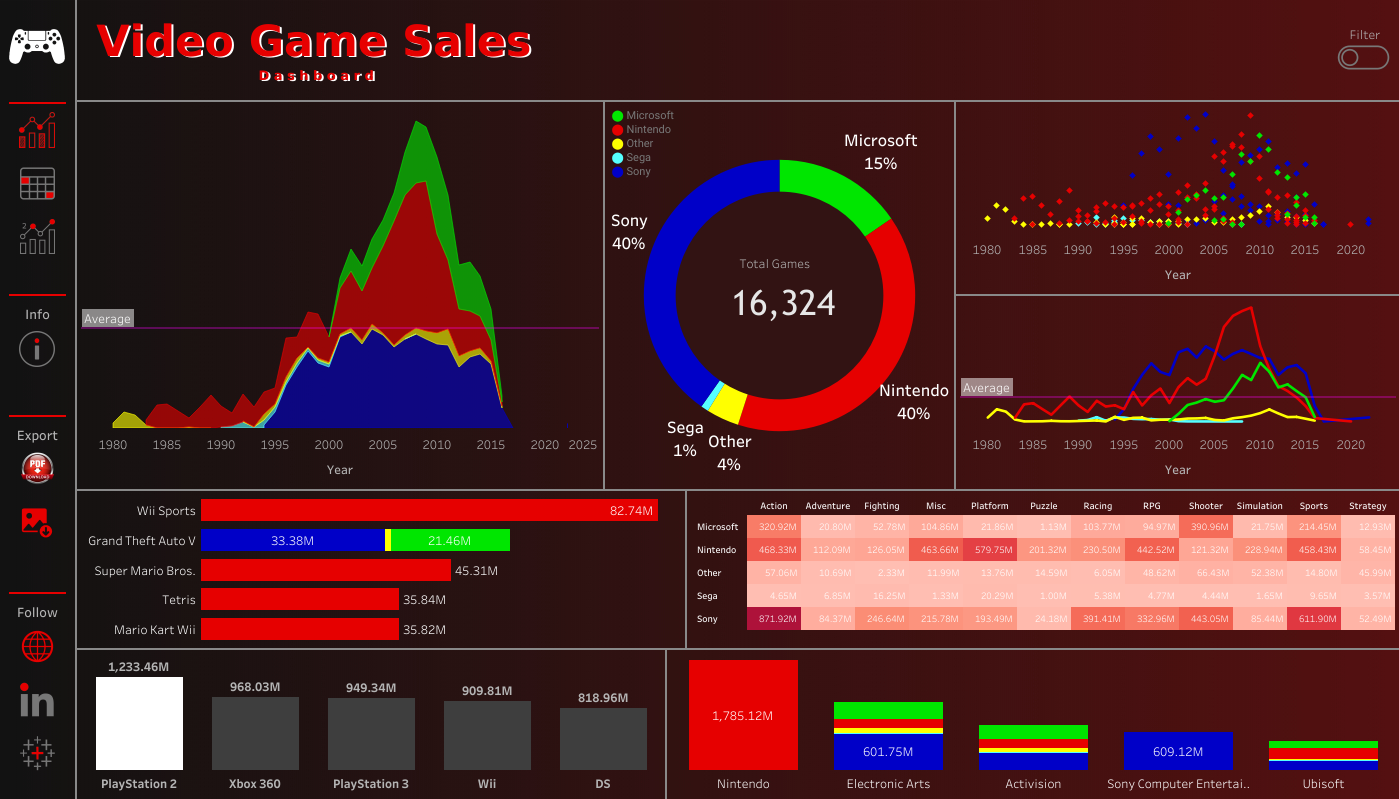 Video Game Sales
Dashboard
Filter
Info
Export
PDF
DOWNLOAD
Follow
in
2
Average
1980 1985 1990 1995 2000 2005 2010 2015 2020 2025
Year
Microsoft
Nintendo
Other
Sega
Sony
Microsoft
15%
Sony
40%
Total Games
16,324
Nintendo
40%
Sega
1%
Other
4%
1980 1985 1990 1995 2000 2005 2010 2015 2020
Year
Average
1980 1985 1990 1995 2000 2005 2010 2015 2020
Year
Wii Sports 82.74M
Grand Theft Auto V 33.38M 21.46M
Super Mario Bros. 45.31M
Tetris 35.84M
Mario Kart Wii 35.82M
Action Adventure Fighting Misc Platform Puzzle Racing RPG Shooter Simulation Sports Strategy
Microsoft 320.92M 20.80M 52.78M 104.86M 21.86M 1.13M 103.77M 94.97M 390.96M 21.75M 214.45M 12.93M
Nintendo 468.33M 112.09M 126.05M 463.66M 579.75M 201.32M 230.50M 442.52M 121.32M 228.94M 458.43M 58.45M
Other 57.06M 10.69M 2.33M 11.99M 13.76M 14.59M 6.05M 48.62M 66.43M 52.38M 14.80M 45.99M
Sega 4.65M 6.85M 16.25M 1.33M 20.29M 1.00M 5.38M 4.77M 4.44M 1.65M 9.65M 3.57M
Sony 871.92M 84.37M 246.64M 215.78M 193.49M 24.18M 391.41M 332.96M 443.05M 85.44M 611.90M 52.49M
1,233.46M 968.03M 949.34M 909.81M 818.96M
PlayStation 2 Xbox 360 PlayStation 3 Wii DS
1,785.12M 601.75M 609.12M
Nintendo Electronic Arts Activision Sony Computer Entertai.. Ubisoft